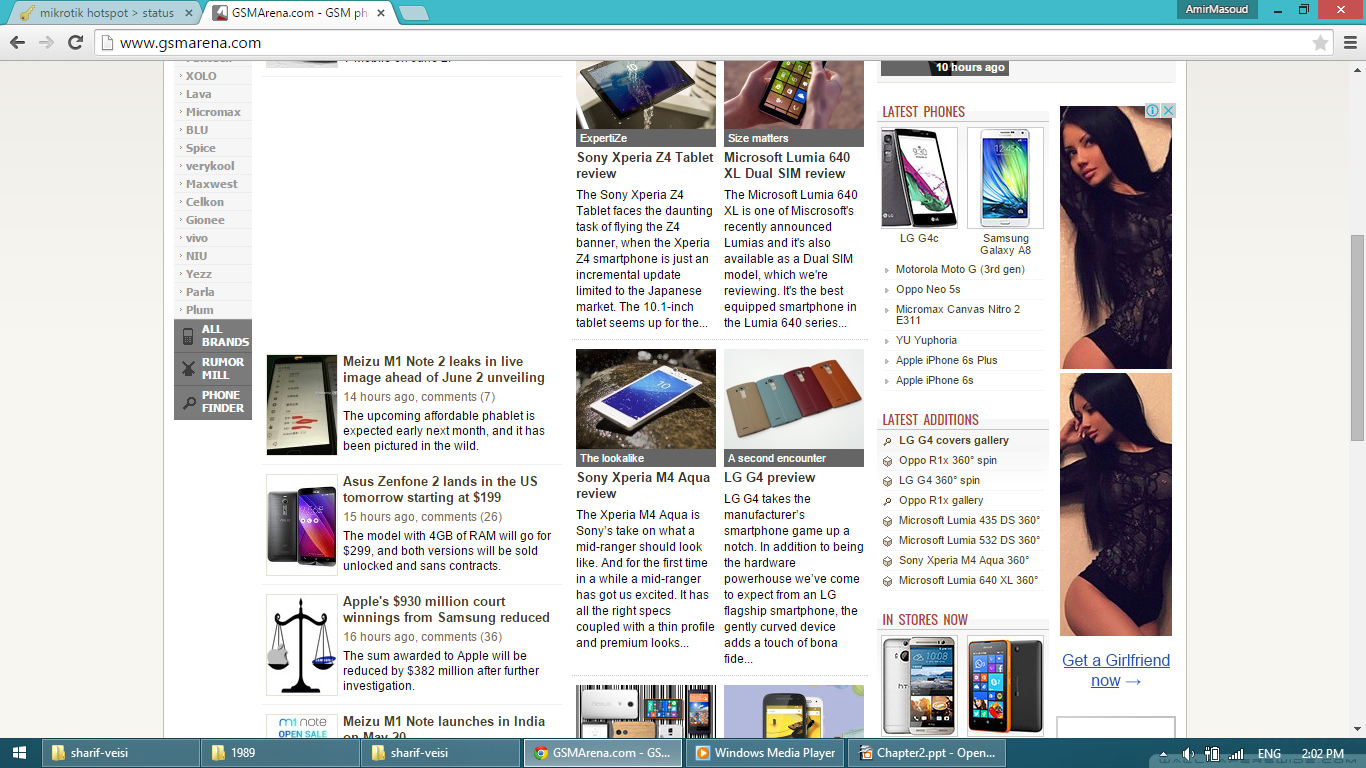 mikrotik hotspot > status
GSMArena.com - GSM ph
AmirMasoud
www.gsmarena.com
XOLO
Lava
Micromax
BLU
Spice
verykool
Maxwest
Celkon
Gionee
vivo
NIU
Yezz
Parla
Plum
ALL
BRANDS
RUMOR
MILL
PHONE
FINDER
Meizu M1 Note 2 leaks in live
image ahead of June 2 unveiling
14 hours ago, comments (7)
The upcoming affordable phablet is
expected early next month, and it has
been pictured in the wild.
Asus Zenfone 2 lands in the US
tomorrow starting at $199
15 hours ago, comments (26)
The model with 4GB of RAM will go for
$299, and both versions will be sold
unlocked and sans contracts.
Apple's $930 million court
winnings from Samsung reduced
16 hours ago, comments (36)
The sum awarded to Apple will be
reduced by $382 million after further
investigation.
m1 note
OPEN SALE
Meizu M1 Note launches in India
on May 20
ExpertiZe
Sony Xperia Z4 Tablet
review
The Sony Xperia Z4
Tablet faces the daunting
task of flying the Z4
banner, when the Xperia
Z4 smartphone is just an
incremental update
limited to the Japanese
market. The 10.1-inch
tablet seems up for the...
Size matters
Microsoft Lumia 640
XL Dual SIM review
The Microsoft Lumia 640
XL is one of Miscrosoft's
recently announced
Lumias and it's also
available as a Dual SIM
model, which we're
reviewing. It's the best
equipped smartphone in
the Lumia 640 series...
The lookalike
Sony Xperia M4 Aqua
review
The Xperia M4 Aqua is
Sony's take on what a
mid-ranger should look
like. And for the first time
in a while a mid-ranger
has got us excited. It has
all the right specs
coupled with a thin profile
and premium looks...
A second encounter
LG G4 preview
LG G4 takes the
manufacturer's
smartphone game up a
notch. In addition to being
the hardware
powerhouse we've come
to expect from an LG
flagship smartphone, the
gently curved device
adds a touch of bona
fide...
10 hours ago
LATEST PHONES
LG G4c
Samsung
Galaxy A8
Motorola Moto G (3rd gen)
Oppo Neo 5s
Micromax Canvas Nitro 2
E311
YU Yuphoria
Apple iPhone 6s Plus
Apple iPhone 6s
LATEST ADDITIONS
LG G4 covers gallery
Oppo R1x 360° spin
LG G4 360° spin
Oppo R1x gallery
Microsoft Lumia 435 DS 360°
Microsoft Lumia 532 DS 360°
Sony Xperia M4 Aqua 360°
Microsoft Lumia 640 XL 360°
IN STORES NOW
Get a Girlfriend
now →
sharif-veisi
1989
sharif-veisi
GSMArena.com - GS...
Windows Media Player
Chapter2.ppt - Open...
ENG
2:02 PM